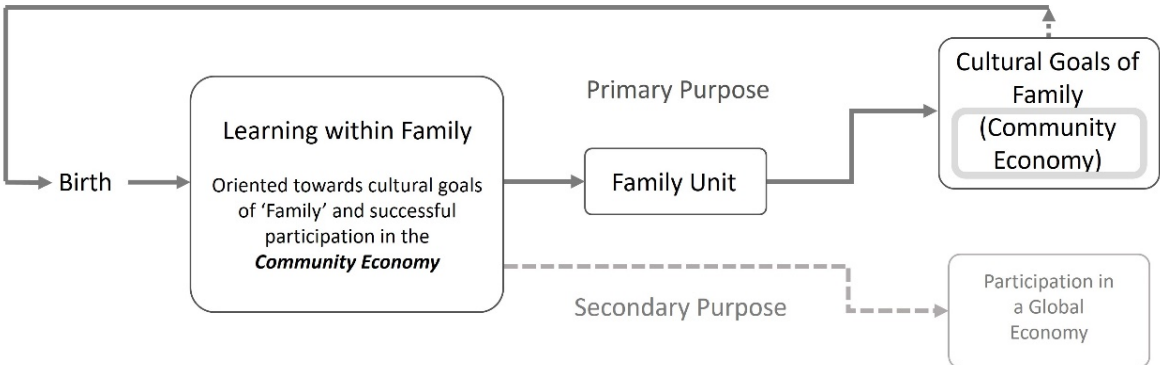 Cultural Goals of
Family
(Community
Economy)
Primary Purpose
Learning within Family
Oriented towards cultural goals
of ‘Family’ and successful
participation in the
Community Economy
Birth
Family Unit
Secondary Purpose
Participation in
a Global
Economy